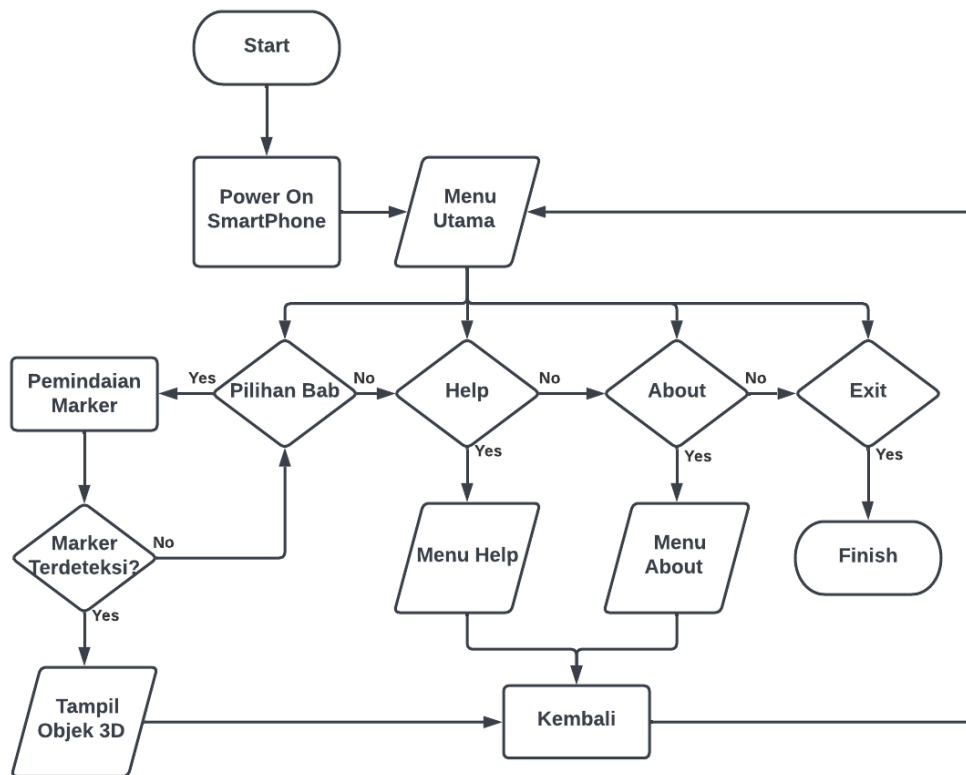 Start
Power On
SmartPhone
Menu
Utama
Pemindaian
Marker
Yes
Pilihan Bab
No
Help
No
About
No
Exit
Yes
Yes
Yes
Marker
Terdeteksi?
No
Menu Help
Menu
About
Finish
Yes
Tampil
Objek 3D
Kembali